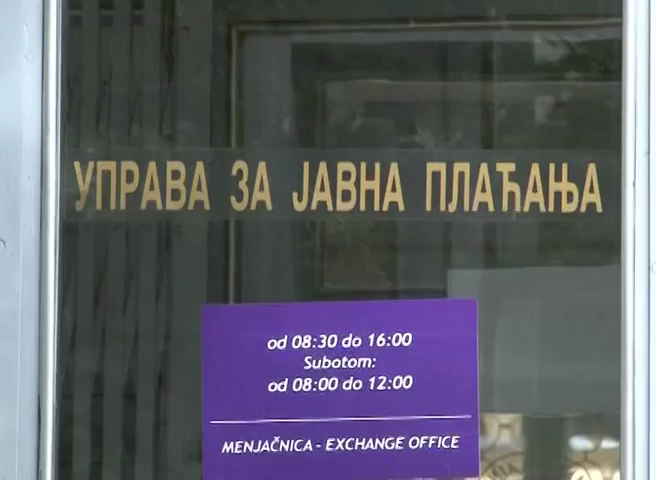 УПРАВА ЗА ЈАВНА ПЛАЋАЊА
od 08:30 do 16:00
Subotom:
od 08:00 do 12:00
MENJAČNICA - EXCHANGE OFFICE